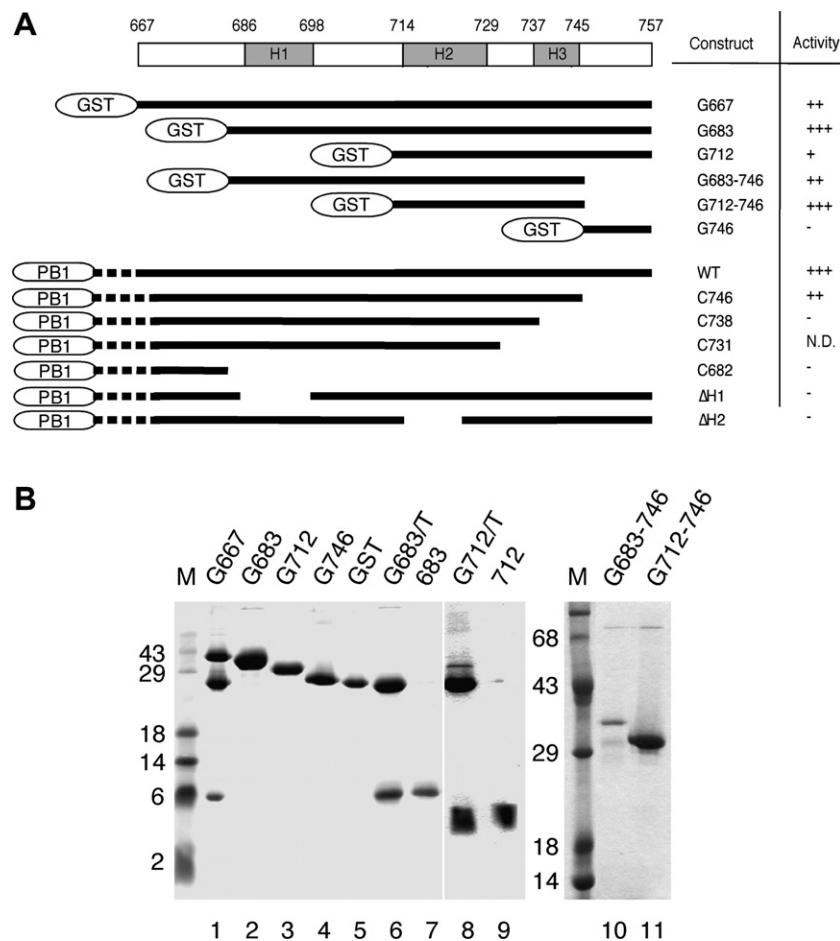 A
667 686 698 714 729 737 745 757
H1 H2 H3
Construct Activity
GST G667 ++
GST G683 +++
GST G712 +
GST G683-746 ++
GST G712-746 +++
GST G746 -
PB1 WT +++
PB1 C746 ++
PB1 C738 -
PB1 C731 N.D.
PB1 C682 -
PB1 ΔH1 -
PB1 ΔH2 -
B
M G667 G683 G712 G746 GST G683/T 683 G712/T 712 M G683-746 G712-746
43
29
18
14
6
2
68
43
29
18
14
1 2 3 4 5 6 7 8 9 10 11